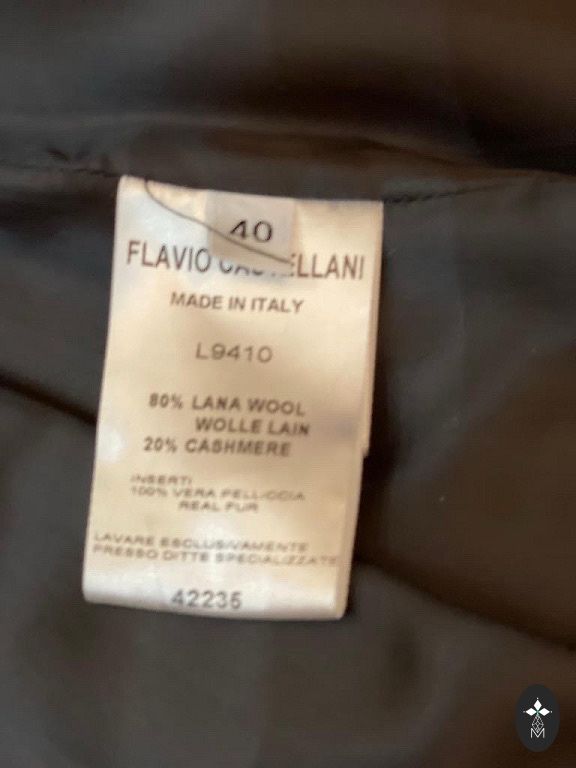 40
FLAVIO CASTELLANI
MADE IN ITALY
L9410
80% LANA WOOL
WOLLE LAIN
20% CASHMERE
INSERTI
100% VERA PELLICCIA
REAL FUR
LAVARE ESCLUSIVAMENTE
PRESSO DITTE SPECIALIZZATE
42235
M